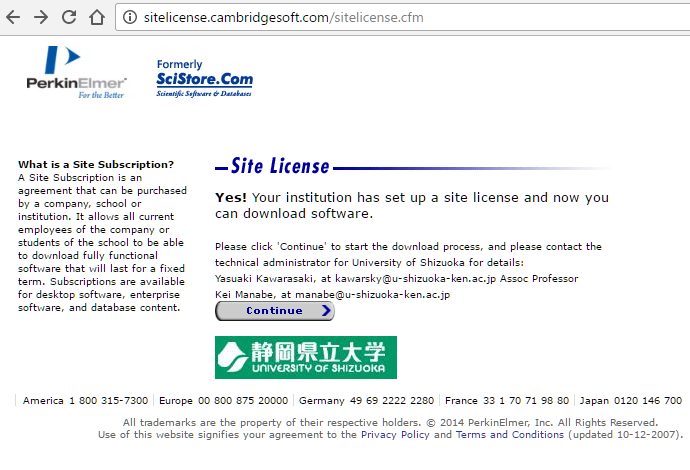 sitelicense.cambridgesoft.com/sitelicense.cfm
PerkinElmer
For the Better
Formerly
SciStore.Com
Scientific Software & Databases
What is a Site Subscription?
A Site Subscription is an
agreement that can be purchased
by a company, school or
institution. It allows all current
employees of the company or
students of the school to be able
to download fully functional
software that will last for a fixed
term. Subscriptions are available
for desktop software, enterprise
software, and database content.
Site License
Yes! Your institution has set up a site license and now you
can download software.
Please click 'Continue' to start the download process, and please contact the
technical administrator for University of Shizuoka for details:
Yasuki Kawarasaki, at kawarsky@u-shizuoka-ken.ac.jp Assoc Professor
Kei Manabe, at manabe@u-shizuoka-ken.ac.jp
Continue
静岡県立大学
UNIVERSITY OF SHIZUOKA
America 1 800 315-7300 | Europe 00 800 875 20000 | Germany 49 69 2222 2280 | France 33 1 70 71 98 80 | Japan 0120 146 700
All trademarks are the property of their respective holders. © 2014 PerkinElmer, Inc. All Rights Reserved.
Use of this website signifies your agreement to the Privacy Policy and Terms and Conditions (updated 10-12-2007).